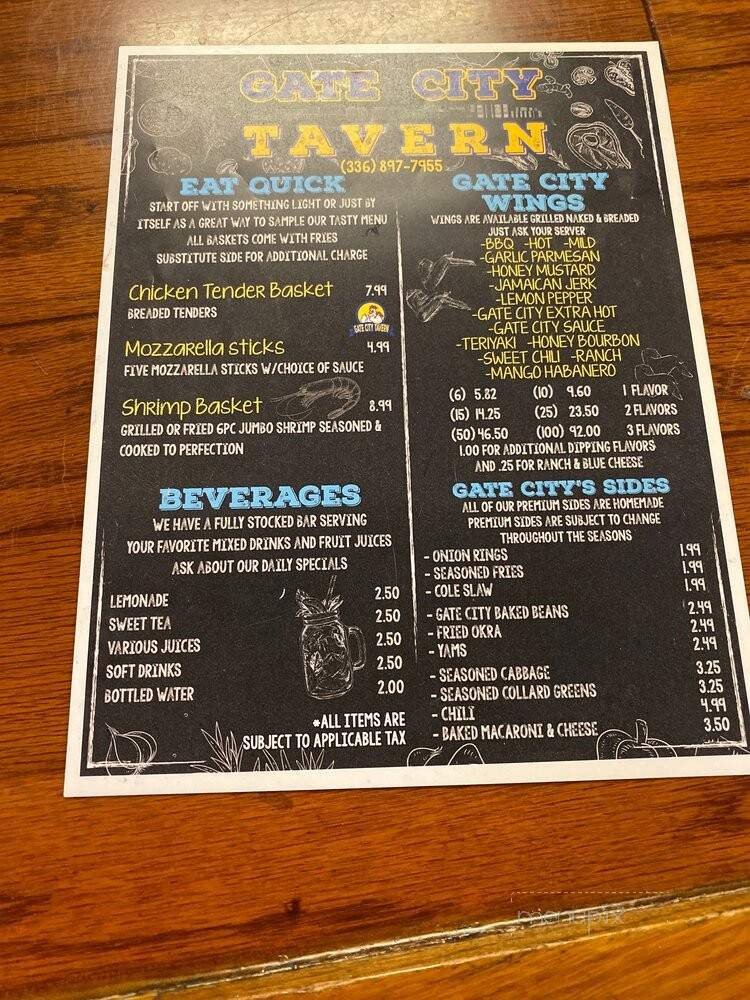 GATE CITY
TAVERN
(336) 897-7955
EAT QUICK
START OFF WITH SOMETHING LIGHT OR JUST BY
ITSELF AS A GREAT WAY TO SAMPLE OUR TASTY MENU
ALL BASKETS COME WITH FRIES
SUBSTITUTE SIDE FOR ADDITIONAL CHARGE
Chicken Tender Basket 7.99
BREADED TENDERS
GATE CITY TAVERN
Mozzarella sticks 4.99
FIVE MOZZARELLA STICKS W/CHOICE OF SAUCE
Shrimp Basket 8.99
GRILLED OR FRIED 6PC JUMBO SHRIMP SEASONED &
COOKED TO PERFECTION
BEVERAGES
WE HAVE A FULLY STOCKED BAR SERVING
YOUR FAVORITE MIXED DRINKS AND FRUIT JUICES
ASK ABOUT OUR DAILY SPECIALS
LEMONADE 2.50
SWEET TEA 2.50
VARIOUS JUICES 2.50
SOFT DRINKS 2.50
BOTTLED WATER 2.00
*ALL ITEMS ARE
SUBJECT TO APPLICABLE TAX
GATE CITY
WINGS
WINGS ARE AVAILABLE GRILLED NAKED & BREADED
JUST ASK YOUR SERVER
-BBQ -HOT -MILD
-GARLIC PARMESAN
-HONEY MUSTARD
-JAMAICAN JERK
-LEMON PEPPER
-GATE CITY EXTRA HOT
-GATE CITY SAUCE
-TERIYAKI -HONEY BOURBON
-SWEET CHILI -RANCH
-MANGO HABANERO
(6) 5.82 (10) 9.60 1 FLAVOR
(15) 14.25 (25) 23.50 2 FLAVORS
(50) 46.50 (100) 92.00 3 FLAVORS
1.00 FOR ADDITIONAL DIPPING FLAVORS
AND .25 FOR RANCH & BLUE CHEESE
GATE CITY'S SIDES
ALL OF OUR PREMIUM SIDES ARE HOMEMADE
PREMIUM SIDES ARE SUBJECT TO CHANGE
THROUGHOUT THE SEASONS
- ONION RINGS 1.99
- SEASONED FRIES 1.99
- COLE SLAW 1.99
- GATE CITY BAKED BEANS 2.49
- FRIED OKRA 2.49
- YAMS 2.49
- SEASONED CABBAGE 3.25
- SEASONED COLLARD GREENS 3.25
- CHILI 4.99
- BAKED MACARONI & CHEESE 3.50
menupix